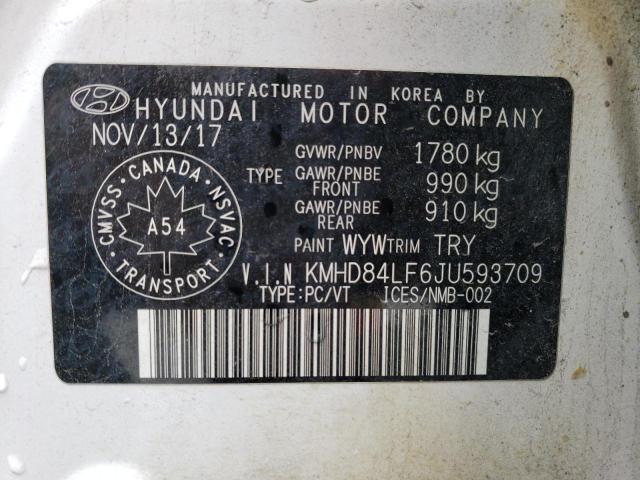 MANUFACTURED IN KOREA BY
HYUNDAI MOTOR COMPANY
NOV/13/17
GVWR/PNBV 1780 kg
TYPE GAWR/PNBE FRONT 990 kg
GAWR/PNBE REAR 910 kg
PAINT WYW TRIM TRY
V.I.N KMHD84LF6JU593709
TYPE:PC/VT ICES/NMB-002
CMVSS · CANADA · NSVAC
A54
TRANSPORT